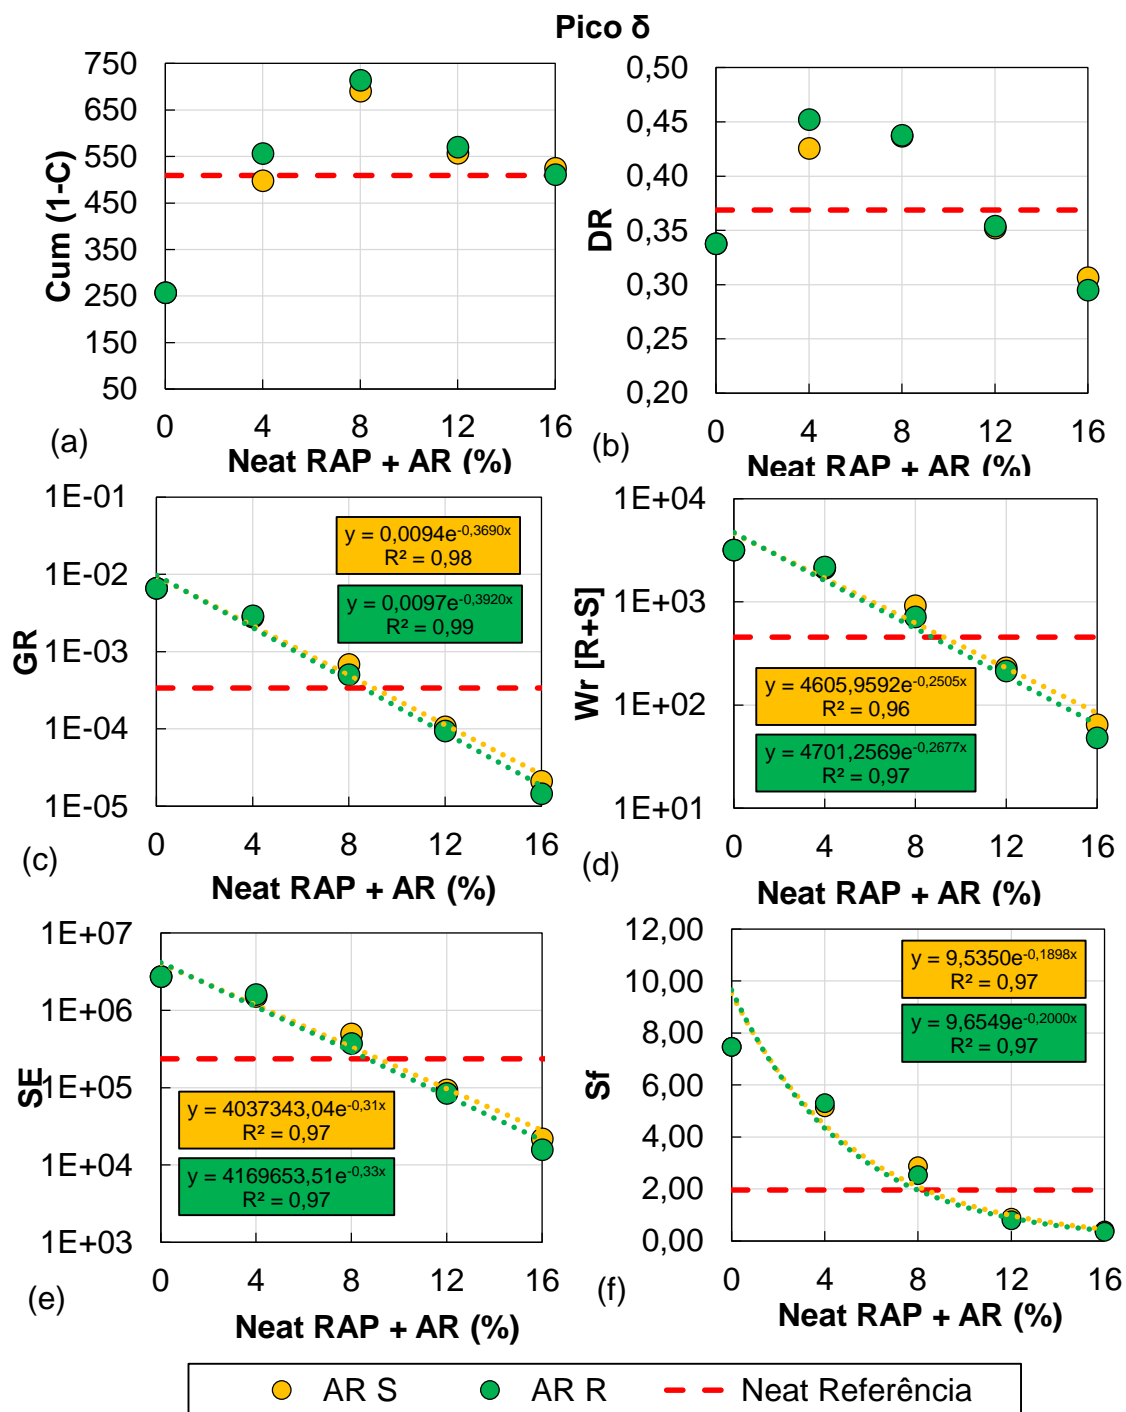 Pico δ
750
650
550
450
350
250
150
50
Cum (1-C)
0 4 8 12 16
(a)
Neat RAP + AR (%)
0,50
0,45
0,40
0,35
0,30
0,25
0,20
DR
0 4 8 12 16
(b)
Neat RAP + AR (%)
1E-01
1E-02
1E-03
1E-04
1E-05
GR
y = 0,0094e^-0,3690x
R² = 0,98
y = 0,0097e^-0,3920x
R² = 0,99
0 4 8 12 16
(c)
Neat RAP + AR (%)
1E+04
1E+03
1E+02
1E+01
Wr [R+S]
y = 4605,9592e^-0,2505x
R² = 0,96
y = 4701,2569e^-0,2677x
R² = 0,97
0 4 8 12 16
(d)
Neat RAP + AR (%)
1E+07
1E+06
1E+05
1E+04
1E+03
SE
y = 4037343,04e^-0,31x
R² = 0,97
y = 4169653,51e^-0,33x
R² = 0,97
0 4 8 12 16
(e)
Neat RAP + AR (%)
12,00
10,00
8,00
6,00
4,00
2,00
0,00
Sf
y = 9,5350e^-0,1898x
R² = 0,97
y = 9,6549e^-0,2000x
R² = 0,97
0 4 8 12 16
(f)
Neat RAP + AR (%)
AR S AR R Neat Referência